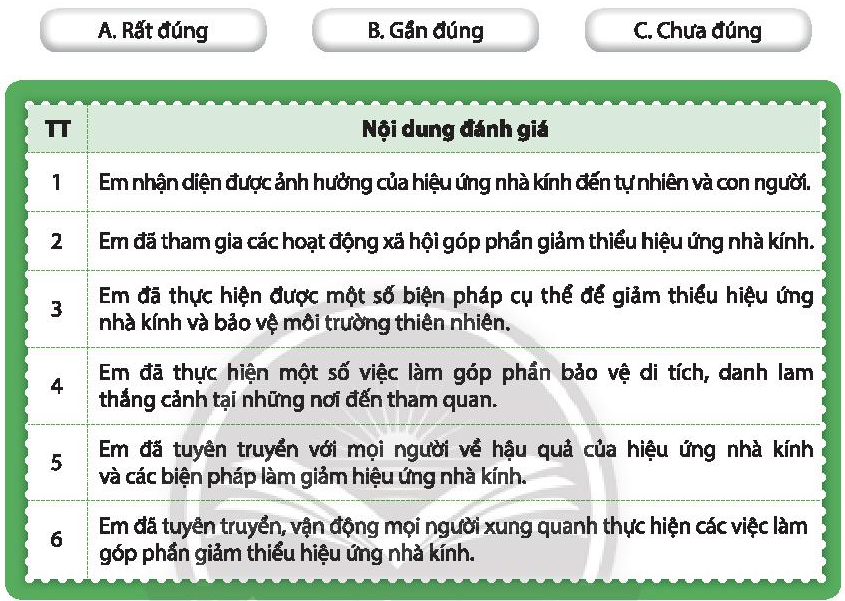 A. Rất đúng
B. Gần đúng
C. Chưa đúng
TT
Nội dung đánh giá
1
Em nhận diện được ảnh hưởng của hiệu ứng nhà kính đến tự nhiên và con người.
2
Em đã tham gia các hoạt động xã hội góp phần giảm thiểu hiệu ứng nhà kính.
3
Em đã thực hiện được một số biện pháp cụ thể để giảm thiểu hiệu ứng
nhà kính và bảo vệ môi trường thiên nhiên.
4
Em đã thực hiện một số việc làm góp phần bảo vệ di tích, danh lam
thắng cảnh tại những nơi đến tham quan.
5
Em đã tuyên truyền với mọi người về hậu quả của hiệu ứng nhà kính
và các biện pháp làm giảm hiệu ứng nhà kính.
6
Em đã tuyên truyền, vận động mọi người xung quanh thực hiện các việc làm
góp phần giảm thiểu hiệu ứng nhà kính.